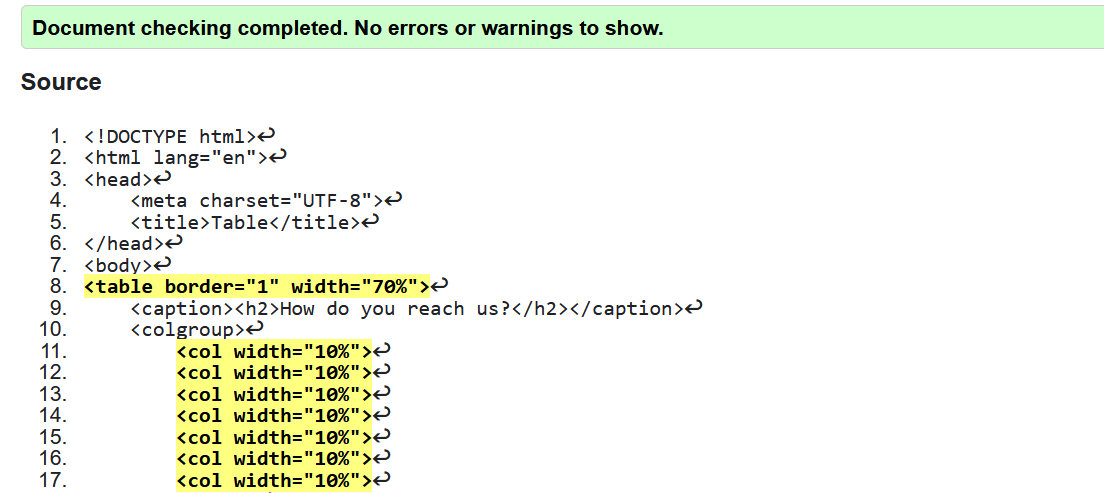 Document checking completed. No errors or warnings to show.
Source
1. <!DOCTYPE html>↩
2. <html lang="en">↩
3. <head>↩
4. <meta charset="UTF-8">↩
5. <title>Table</title>↩
6. </head>↩
7. <body>↩
8. <table border="1" width="70%">↩
9. <caption><h2>How do you reach us?</h2></caption>↩
10. <colgroup>↩
11. <col width="10%">↩
12. <col width="10%">↩
13. <col width="10%">↩
14. <col width="10%">↩
15. <col width="10%">↩
16. <col width="10%">↩
17. <col width="10%">↩